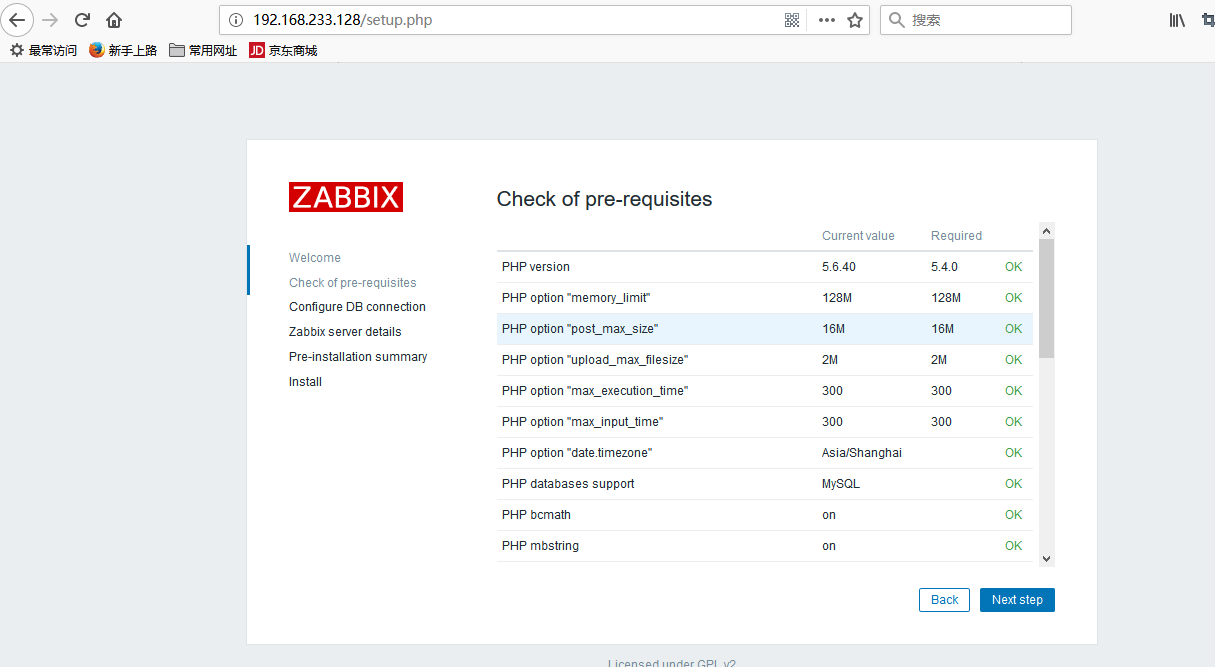 192.168.233.128/setup.php
搜索
最常访问 新手上路 常用网址 JD 京东商城
ZABBIX
Welcome
Check of pre-requisites
Configure DB connection
Zabbix server details
Pre-installation summary
Install
Check of pre-requisites
Current value Required
PHP version 5.6.40 5.4.0 OK
PHP option "memory_limit" 128M 128M OK
PHP option "post_max_size" 16M 16M OK
PHP option "upload_max_filesize" 2M 2M OK
PHP option "max_execution_time" 300 300 OK
PHP option "max_input_time" 300 300 OK
PHP option "date.timezone" Asia/Shanghai OK
PHP databases support MySQL OK
PHP bcmath on OK
PHP mbstring on OK
Back Next step
Licensed under GPL v2